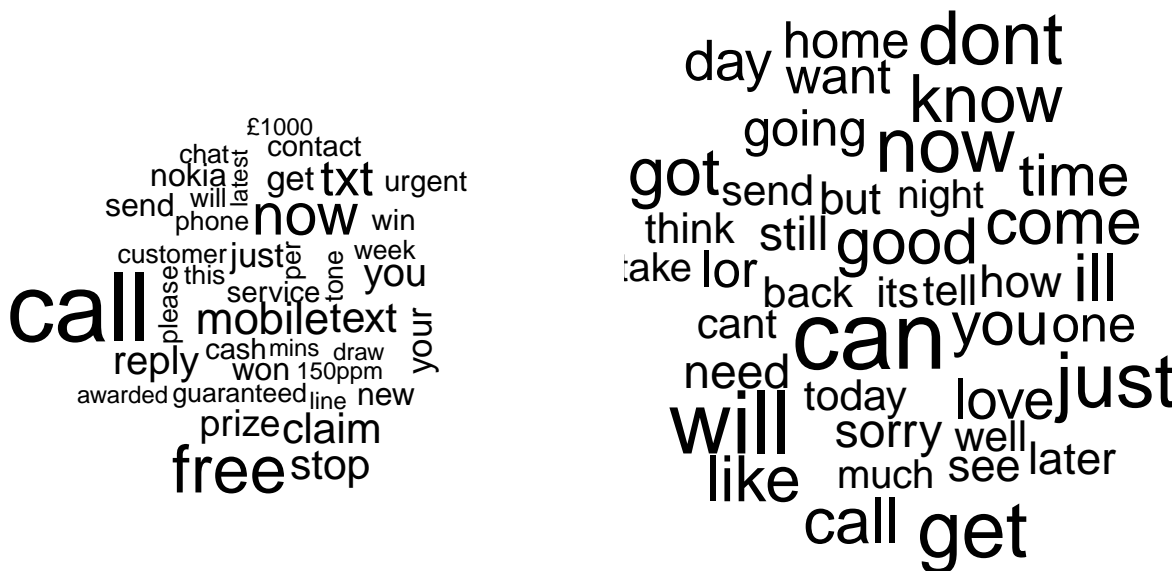 £1000
chat contact
nokia latest get txt urgent
send will phone now win
customer just per week
please this tone you
call service
mobile text your
reply cash mins draw
won 150ppm
awarded guaranteed line new
prize claim
free stop
day home dont
want know
going now
got send but night time
think still good come
take lor back its tell how ill
cant can you one
need today love just
will sorry well
like much see later
call get